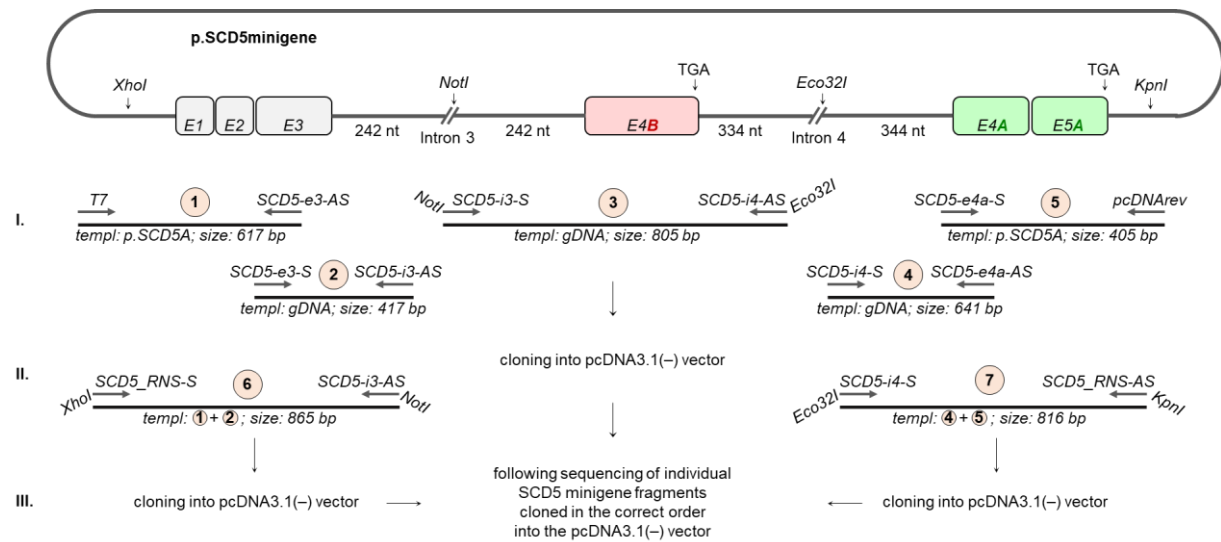 p.SCD5minigene
XhoI
NotI
TGA
Eco32I
TGA
KpnI
E1 E2 E3
E4B
E4A E5A
242 nt
Intron 3
242 nt
334 nt
Intron 4
344 nt
I.
T7
1
SCD5-e3-AS
templ: p.SCD5A; size: 617 bp
NotI
SCD5-i3-S
3
SCD5-i4-AS
Eco32I
templ: gDNA; size: 805 bp
SCD5-e4a-S
5
pcDNArev
templ: p.SCD5A; size: 405 bp
SCD5-e3-S
2
SCD5-i3-AS
templ: gDNA; size: 417 bp
SCD5-i4-S
4
SCD5-e4a-AS
templ: gDNA; size: 641 bp
II.
cloning into pcDNA3.1(–) vector
XhoI
SCD5_RNS-S
6
SCD5-i3-AS
NotI
templ: 1 + 2 ; size: 865 bp
Eco32I
SCD5-i4-S
7
SCD5_RNS-AS
KpnI
templ: 4 + 5 ; size: 816 bp
III.
cloning into pcDNA3.1(–) vector
following sequencing of individual
SCD5 minigene fragments
cloned in the correct order
into the pcDNA3.1(–) vector
cloning into pcDNA3.1(–) vector